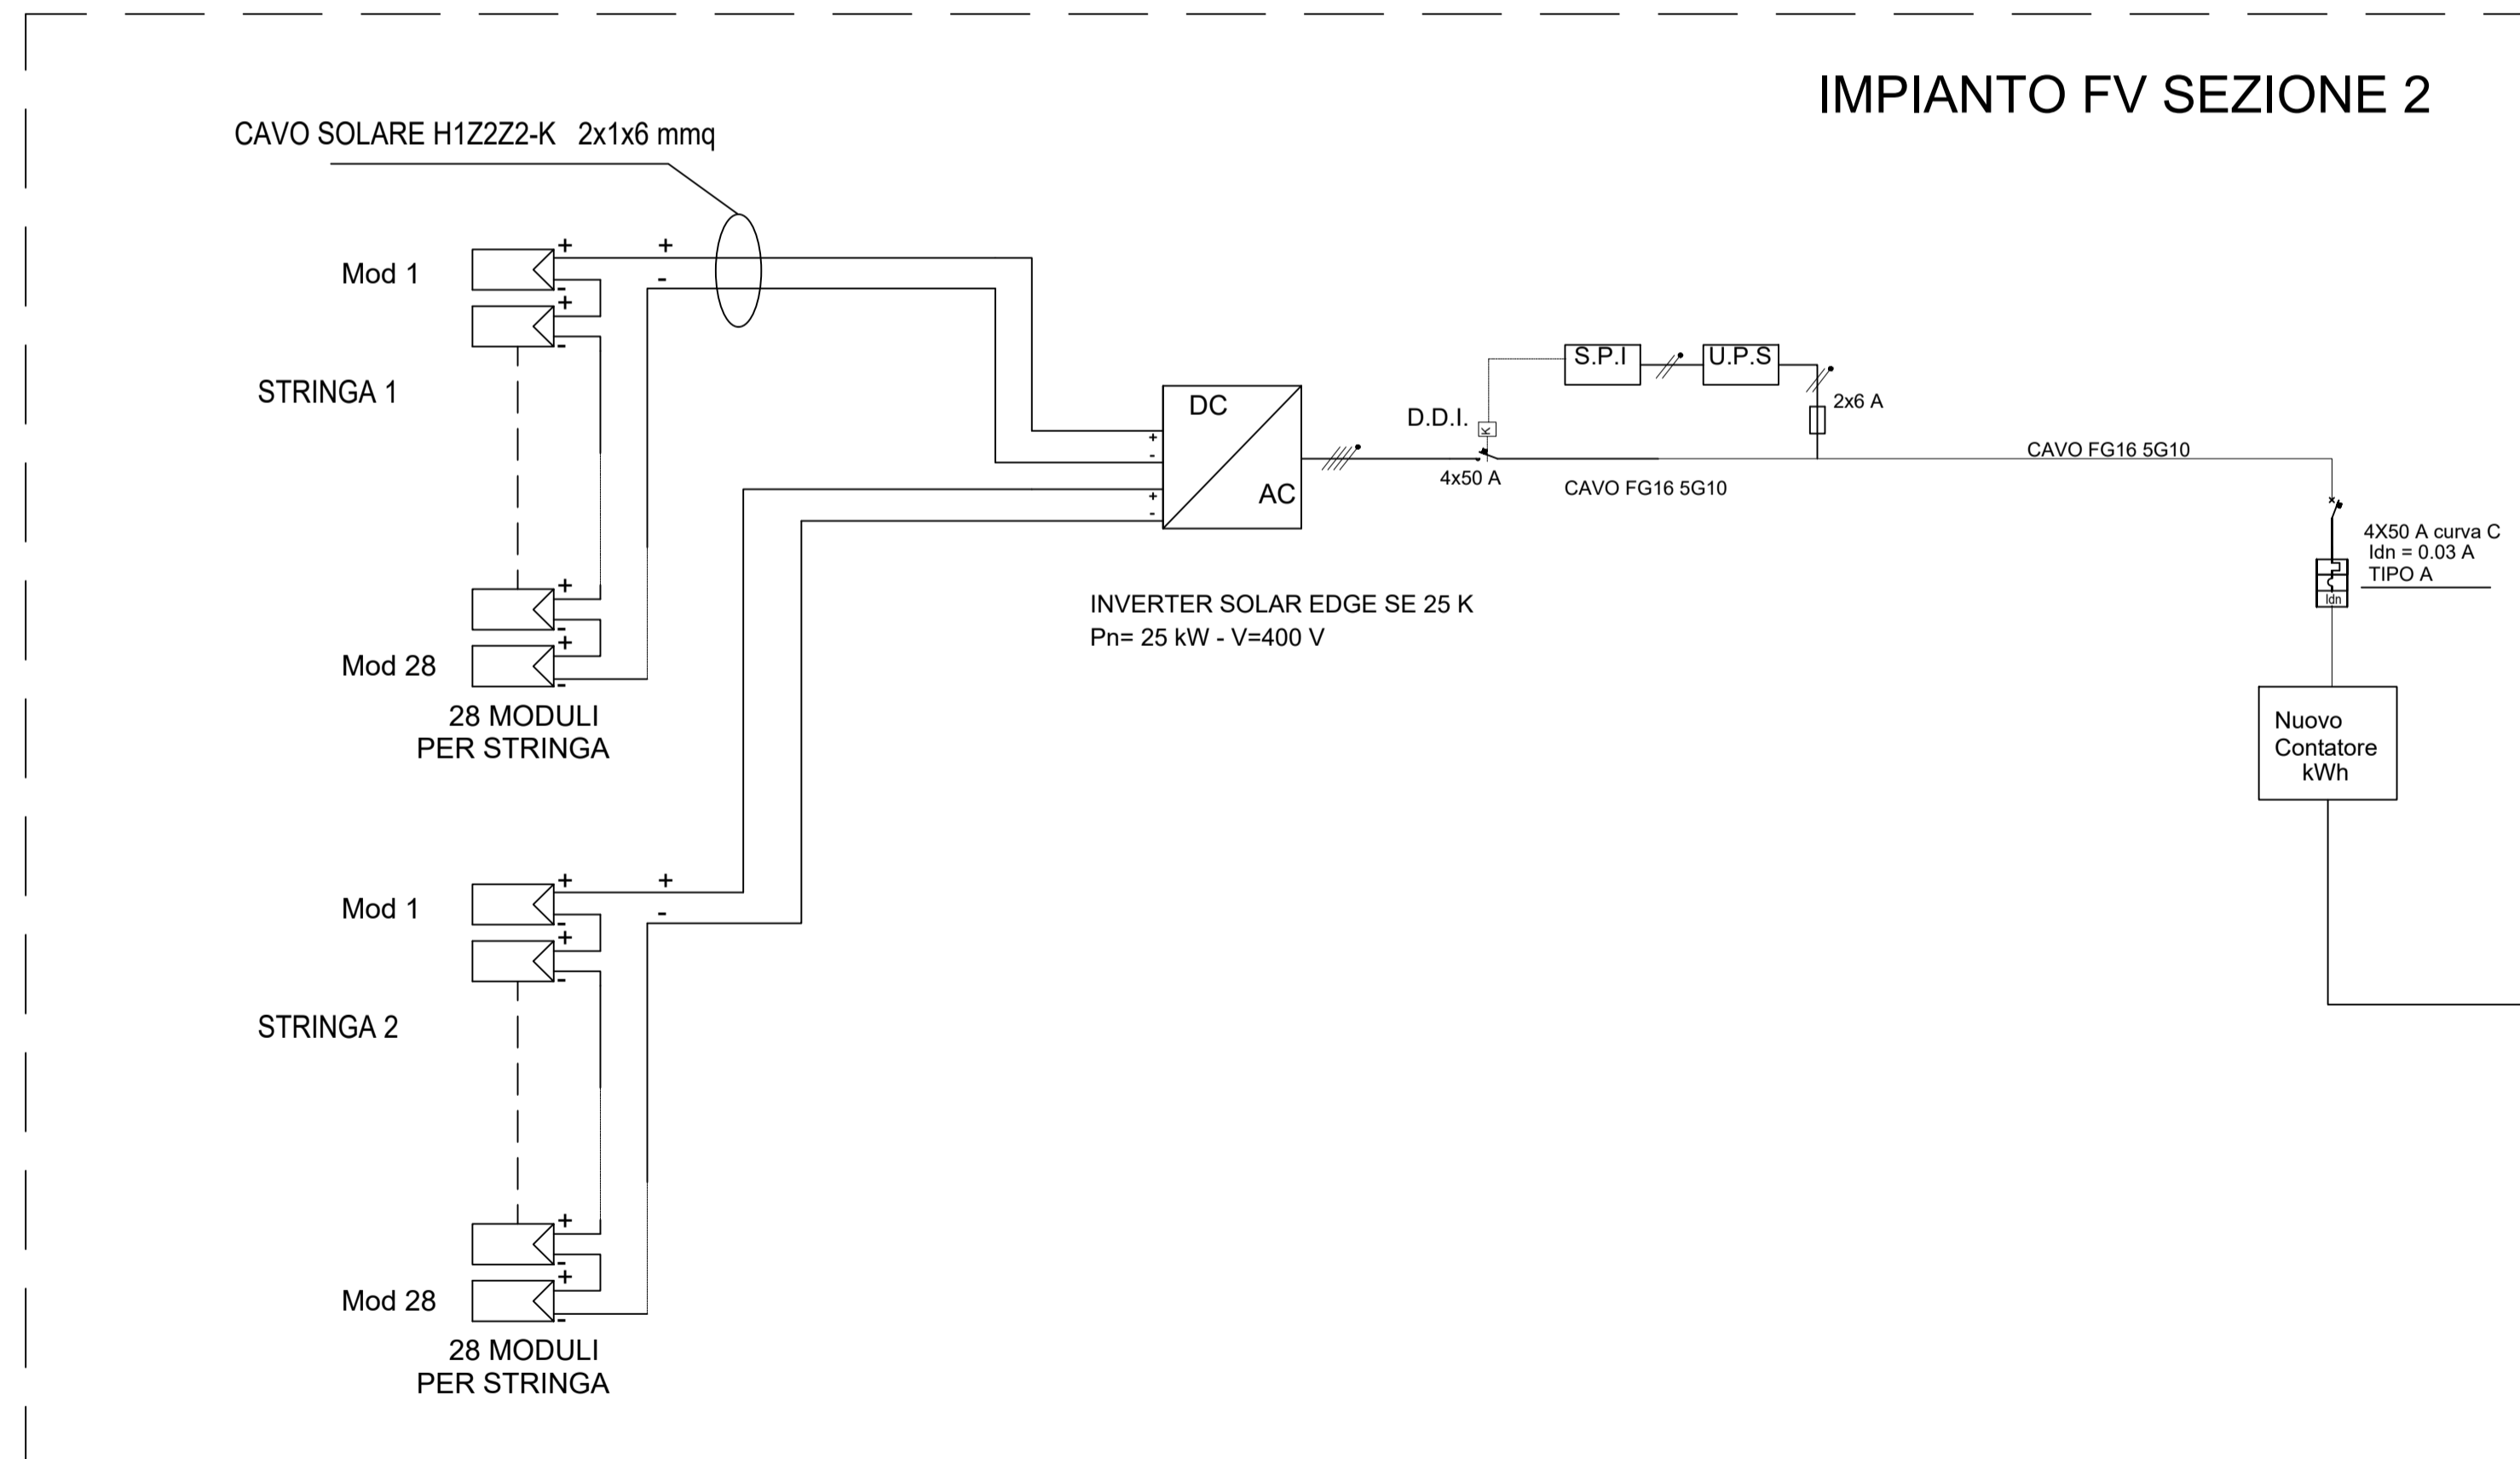 IMPIANTO FV SEZIONE 2
CAVO SOLARE H1Z2Z2-K 2x1x6 mmq
+ +
Mod 1 -
-
+
-
STRINGA 1
+
-
+
Mod 28
-
28 MODULI
PER STRINGA
S.P.I U.P.S
2x6 A
D.D.I. K
4x50 A
CAVO FG16 5G10
CAVO FG16 5G10
DC
+
-
+
-
AC
INVERTER SOLAR EDGE SE 25 K
Pn= 25 kW - V=400 V
4X50 A curva C
Idn = 0.03 A
TIPO A
Idn
Nuovo
Contatore
kWh
+ +
Mod 1 -
-
+
-
STRINGA 2
+
-
+
Mod 28
-
28 MODULI
PER STRINGA